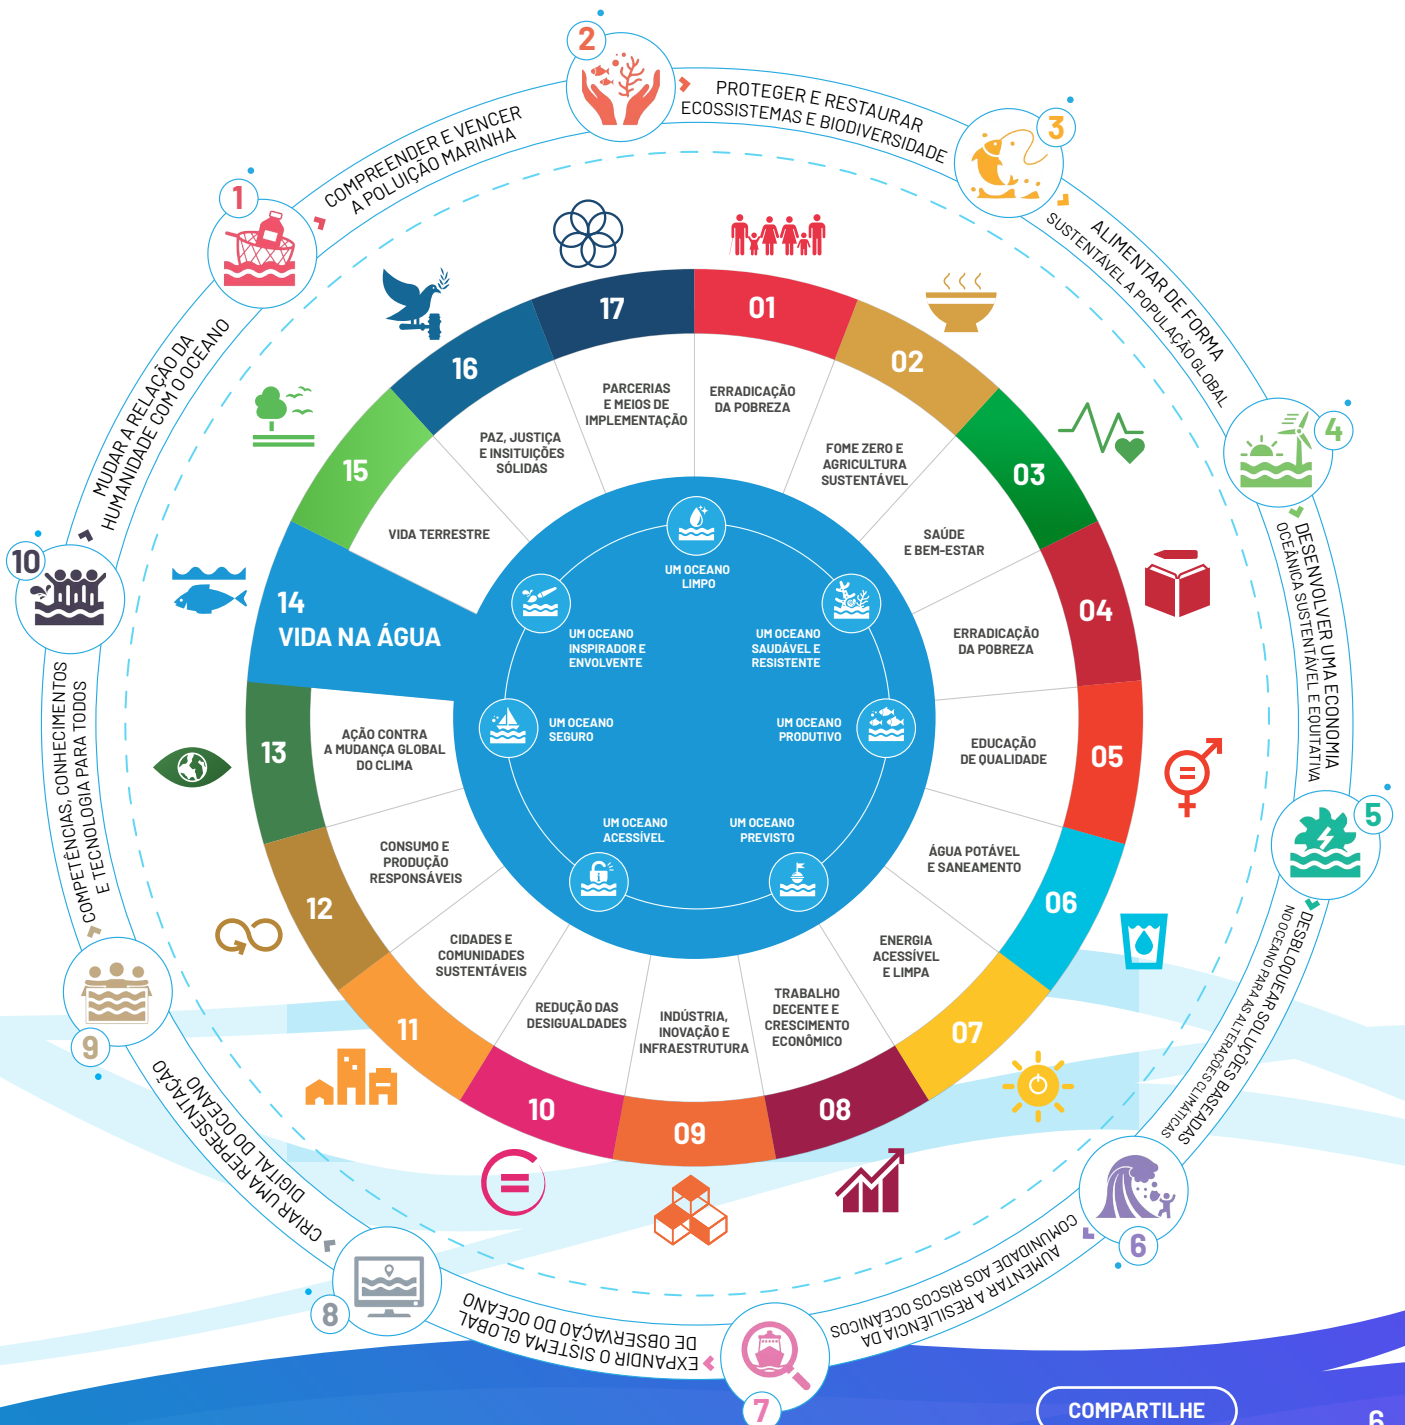 1
COMPREENDER E VENCER
A POLUIÇÃO MARINHA
2
PROTEGER E RESTAURAR
ECOSSISTEMAS E BIODIVERSIDADE
3
ALIMENTAR DE FORMA
SUSTENTÁVEL A POPULAÇÃO GLOBAL
4
DESENVOLVER UMA ECONOMIA
OCEÂNICA SUSTENTÁVEL E EQUITATIVA
5
DESBLOQUEAR SOLUÇÕES BASEADAS
NO OCEANO PARA AS ALTERAÇÕES CLIMÁTICAS
6
AUMENTAR A RESILIÊNCIA DA
COMUNIDADE AOS RISCOS OCEÂNICOS
7
EXPANDIR O SISTEMA GLOBAL
DE OBSERVAÇÃO DO OCEANO
8
CRIAR UMA REPRESENTAÇÃO
DIGITAL DO OCEANO
9
COMPETÊNCIAS, CONHECIMENTOS
E TECNOLOGIA PARA TODOS
10
MUDAR A RELAÇÃO DA
HUMANIDADE COM O OCEANO
01
ERRADICAÇÃO
DA POBREZA
02
FOME ZERO E
AGRICULTURA
SUSTENTÁVEL
03
SAÚDE
E BEM-ESTAR
04
ERRADICAÇÃO
DA POBREZA
05
EDUCAÇÃO
DE QUALIDADE
06
ÁGUA POTÁVEL
E SANEAMENTO
07
ENERGIA
ACESSÍVEL
E LIMPA
08
TRABALHO
DECENTE E
CRESCIMENTO
ECONÔMICO
09
INDÚSTRIA,
INOVAÇÃO E
INFRAESTRUTURA
10
REDUÇÃO DAS
DESIGUALDADES
11
CIDADES E
COMUNIDADES
SUSTENTÁVEIS
12
CONSUMO E
PRODUÇÃO
RESPONSÁVEIS
13
AÇÃO CONTRA
A MUDANÇA GLOBAL
DO CLIMA
14
VIDA NA ÁGUA
15
VIDA TERRESTRE
16
PAZ, JUSTIÇA
E INSITUIÇÕES
SÓLIDAS
17
PARCERIAS
E MEIOS DE
IMPLEMENTAÇÃO
UM OCEANO
LIMPO
UM OCEANO
SAUDÁVEL E
RESISTENTE
UM OCEANO
PRODUTIVO
UM OCEANO
PREVISTO
UM OCEANO
ACESSÍVEL
UM OCEANO
SEGURO
UM OCEANO
INSPIRADOR E
ENVOLVENTE
COMPARTILHE
6